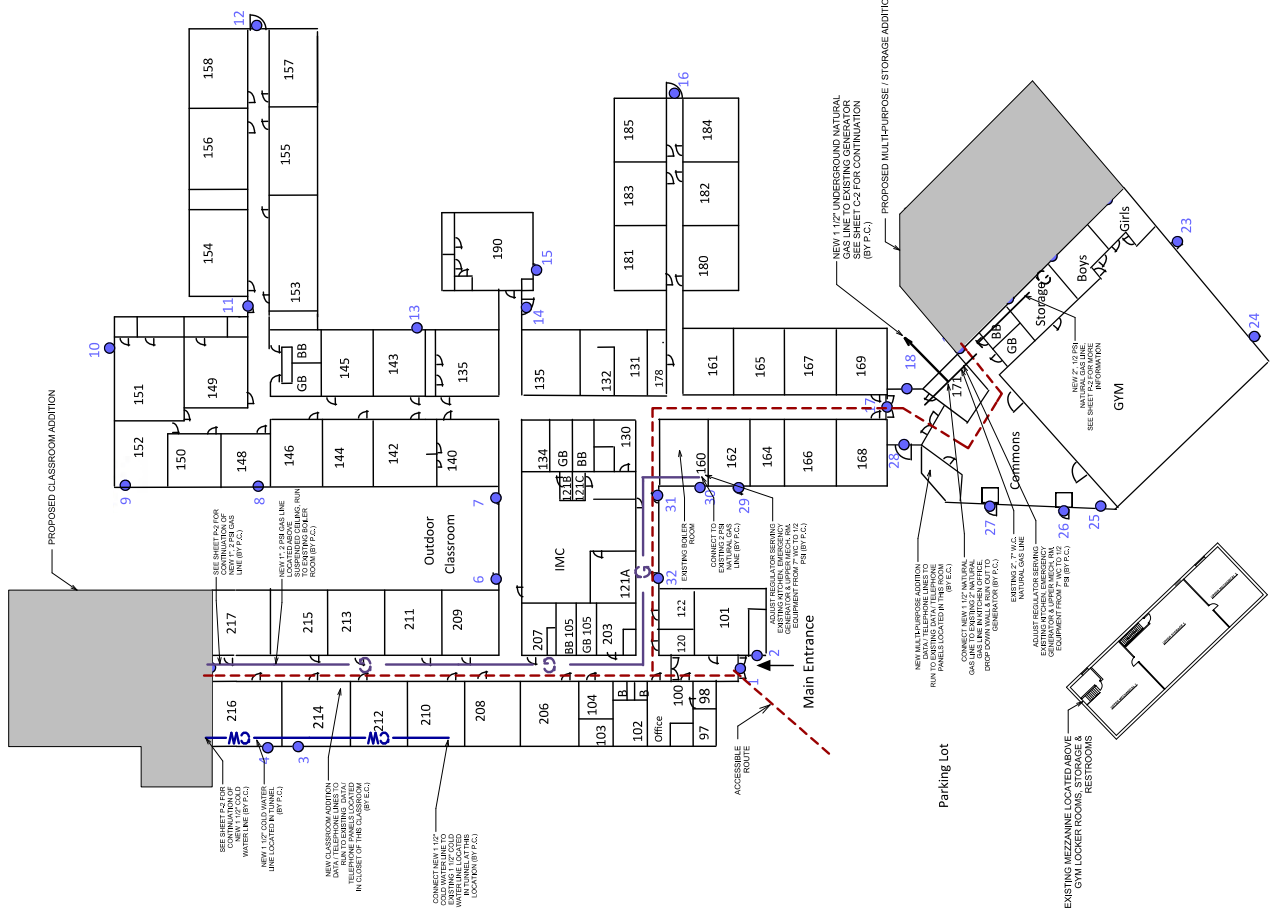 PROPOSED CLASSROOM ADDITION
12
158
157
156
155
154
153
11
10
151
149
152
150
148
9
8
BB
GB
145
143
13
135
146
144
142
140
7
6
Outdoor
Classroom
190
15
14
16
185
184
183
182
181
180
135
132
131
178
161
165
167
169
18
17
134
GB
BB
130
121B
121C
IMC
121A
160
162
164
166
168
28
31
30
29
32
SEE SHEET P-2 FOR
CONTINUATION OF
NEW 1", 2 PSI GAS
LINE (BY P.C.)
NEW 1", 2 PSI GAS LINE
LOCATED ABOVE
SUSPENDED CEILING. RUN
TO EXISTING BOILER
ROOM (BY P.C.)
217
215
213
211
209
207
BB 105
GB 105
203
G
G
G
122
120
101
2
1
Main Entrance
216
214
212
210
208
206
104
103
102
B
B
100
Office
98
97
CW
CW
4
3
SEE SHEET P-2 FOR
CONTINUATION OF
NEW 1 1/2" COLD
WATER LINE (BY P.C.)
NEW 1 1/2" COLD WATER
LINE LOCATED IN TUNNEL
(BY P.C.)
NEW CLASSROOM ADDITION
DATA / TELEPHONE LINES TO
RUN TO EXISTING DATA /
TELEPHONE PANELS LOCATED
IN CLOSET OF THIS CLASSROOM
(BY E.C.)
CONNECT NEW 1 1/2"
COLD WATER LINE TO
EXISTING 1 1/2" COLD
WATER LINE LOCATED
IN TUNNEL AT THIS
LOCATION (BY P.C.)
ACCESSIBLE
ROUTE
EXISTING BOILER
ROOM
CONNECT TO
EXISTING 2 PSI
NATURAL GAS
LINE (BY P.C.)
ADJUST REGULATOR SERVING
EXISTING KITCHEN, EMERGENCY
GENERATOR & UPPER MECH. RM.
EQUIPMENT FROM 7" WC TO 1/2
PSI (BY P.C.)
NEW 1 1/2" UNDERGROUND NATURAL
GAS LINE TO EXISTING GENERATOR
SEE SHEET C-2 FOR CONTINUATION
(BY P.C.)
PROPOSED MULTI-PURPOSE / STORAGE ADDITIO
171
BB
GB
Storage
G
Boys
Girls
23
24
GYM
Commons
NEW 2", 1/2 PSI
NATURAL GAS LINE,
SEE SHEET P-2 FOR MORE
INFORMATION
27
26
25
NEW MULTI-PURPOSE ADDITION
DATA / TELEPHONE LINES TO
RUN TO EXISTING DATA / TELEPHONE
PANELS LOCATED IN THIS ROOM
(BY E.C.)
CONNECT NEW 1 1/2" NATURAL
GAS LINE TO EXISTING 2" NATURAL
GAS LINE IN KITCHEN OFFICE,
DROP DOWN WALL & RUN OUT TO
GENERATOR (BY P.C.)
EXISTING 2", 7" W.C.
NATURAL GAS LINE
ADJUST REGULATOR SERVING
EXISTING KITCHEN, EMERGENCY
GENERATOR & UPPER MECH. RM.
EQUIPMENT FROM 7" WC TO 1/2
PSI (BY P.C.)
Parking Lot
EXISTING MEZZANINE LOCATED ABOVE
GYM LOCKER ROOMS, STORAGE &
RESTROOMS